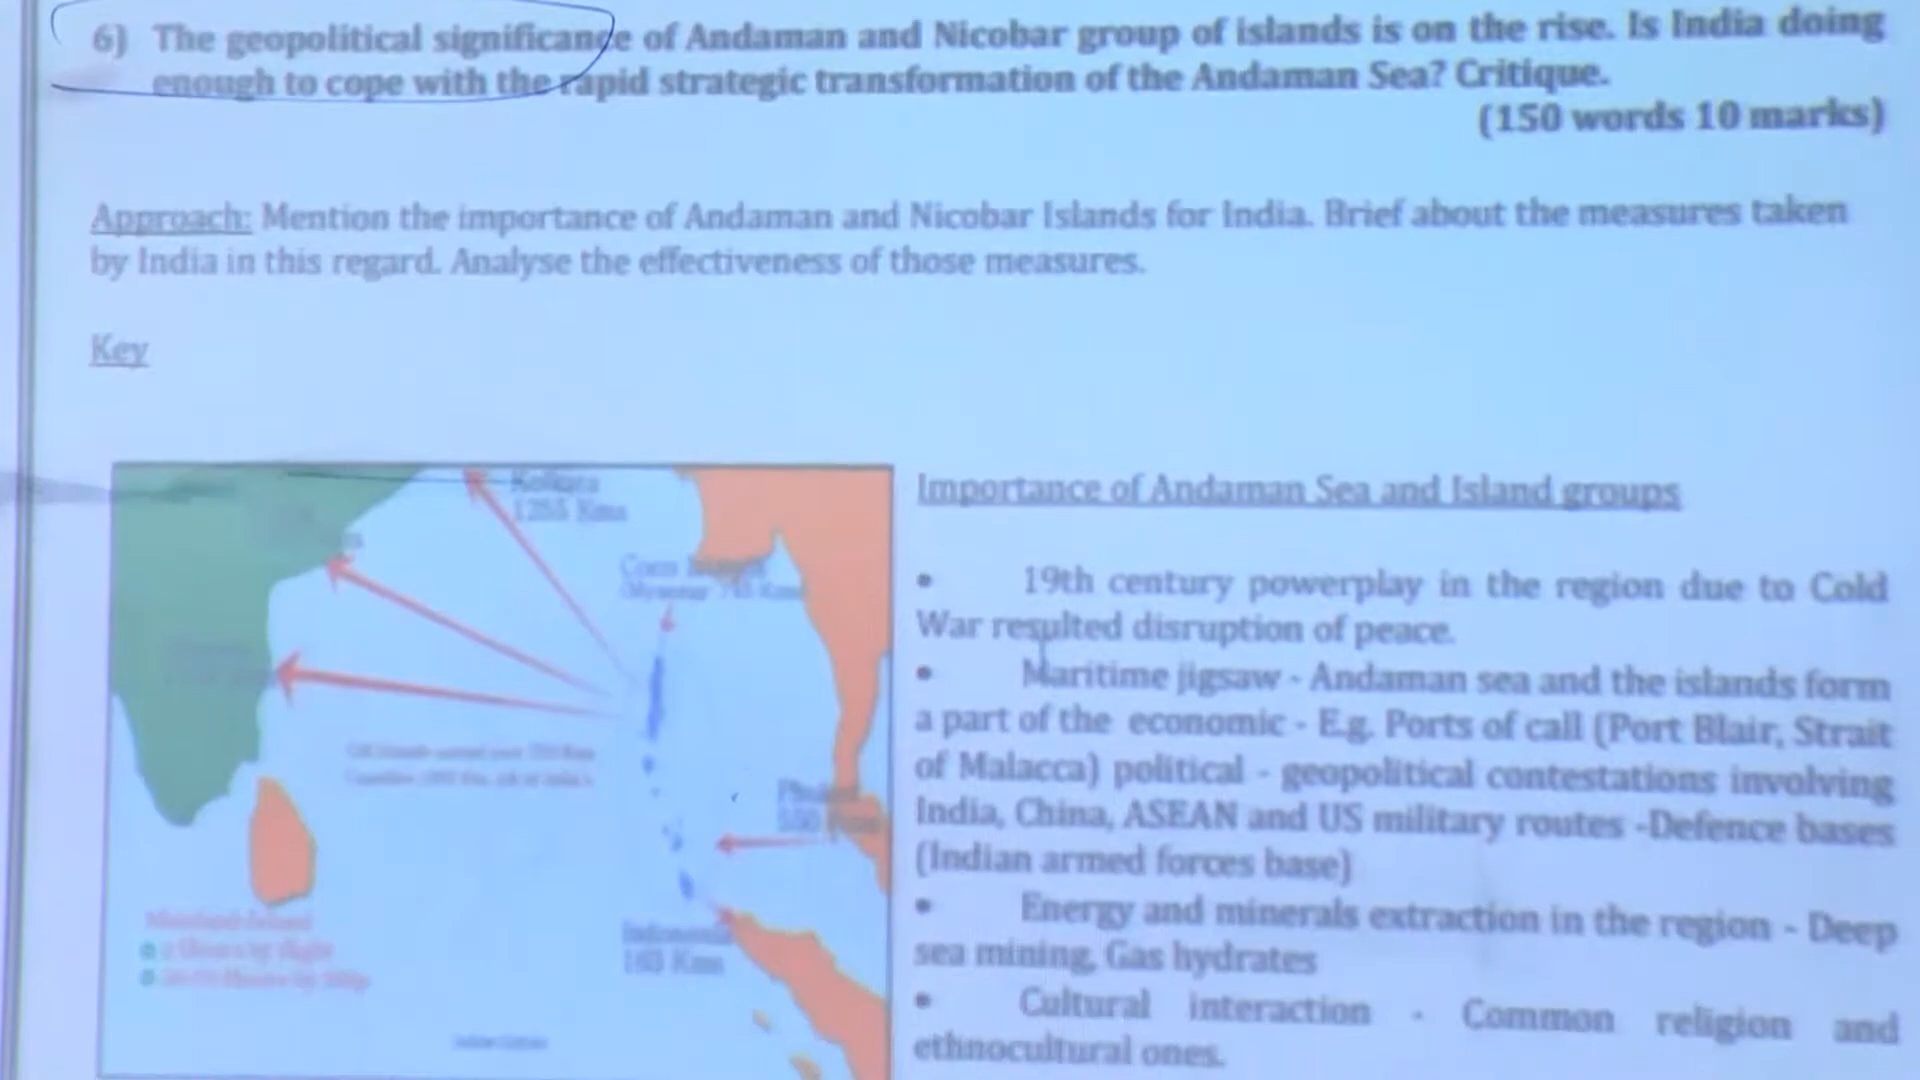 6) The geopolitical significance of Andaman and Nicobar group of islands is on the rise. Is India doing
enough to cope with the rapid strategic transformation of the Andaman Sea? Critique.
(150 words 10 marks)
Approach: Mention the importance of Andaman and Nicobar Islands for India. Brief about the measures taken
by India in this regard. Analyse the effectiveness of those measures.
Key
Kolkata
1255 Kms
Coco
Indonesia
163 Kms
Importance of Andaman Sea and Island groups
• 19th century powerplay in the region due to Cold
War resulted disruption of peace.
• Maritime jigsaw - Andaman sea and the islands form
a part of the economic - E.g. Ports of call (Port Blair, Strait
of Malacca) political - geopolitical contestations involving
India, China, ASEAN and US military routes -Defence bases
(Indian armed forces base)
• Energy and minerals extraction in the region - Deep
sea mining, Gas hydrates
• Cultural interaction - Common religion and
ethnocultural ones.